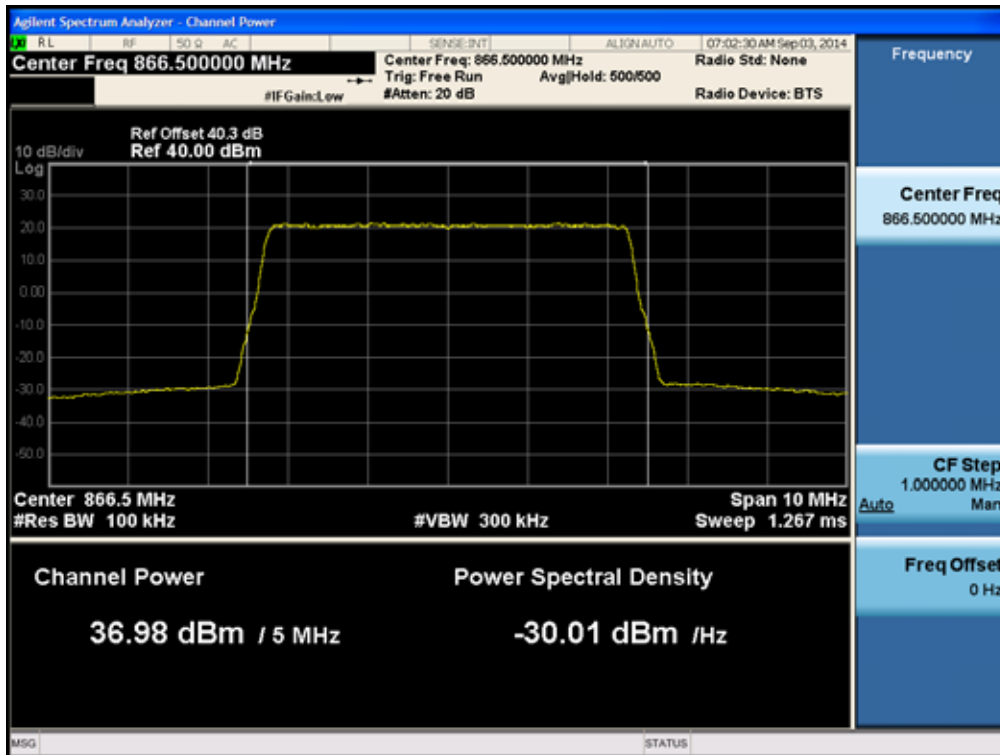 Agilent Spectrum Analyzer - Channel Power
RL RF 50 Ω AC SENSE:INT ALIGN AUTO 07:02:30 AM Sep 03, 2014
Center Freq 866.500000 MHz
Center Freq: 866.500000 MHz
Radio Std: None
Trig: Free Run Avg|Hold: 500/500
#IFGain:Low
#Atten: 20 dB
Radio Device: BTS
Ref Offset 40.3 dB
10 dB/div Ref 40.00 dBm
Log
30.0
20.0
10.0
0.00
-10.0
-20.0
-30.0
-40.0
-50.0
Center 866.5 MHz
Span 10 MHz
#Res BW 100 kHz
#VBW 300 kHz
Sweep 1.267 ms
Channel Power
Power Spectral Density
36.98 dBm / 5 MHz
-30.01 dBm /Hz
MSG
STATUS
Frequency
Center Freq
866.500000 MHz
CF Step
1.000000 MHz
Auto Man
Freq Offset
0 Hz